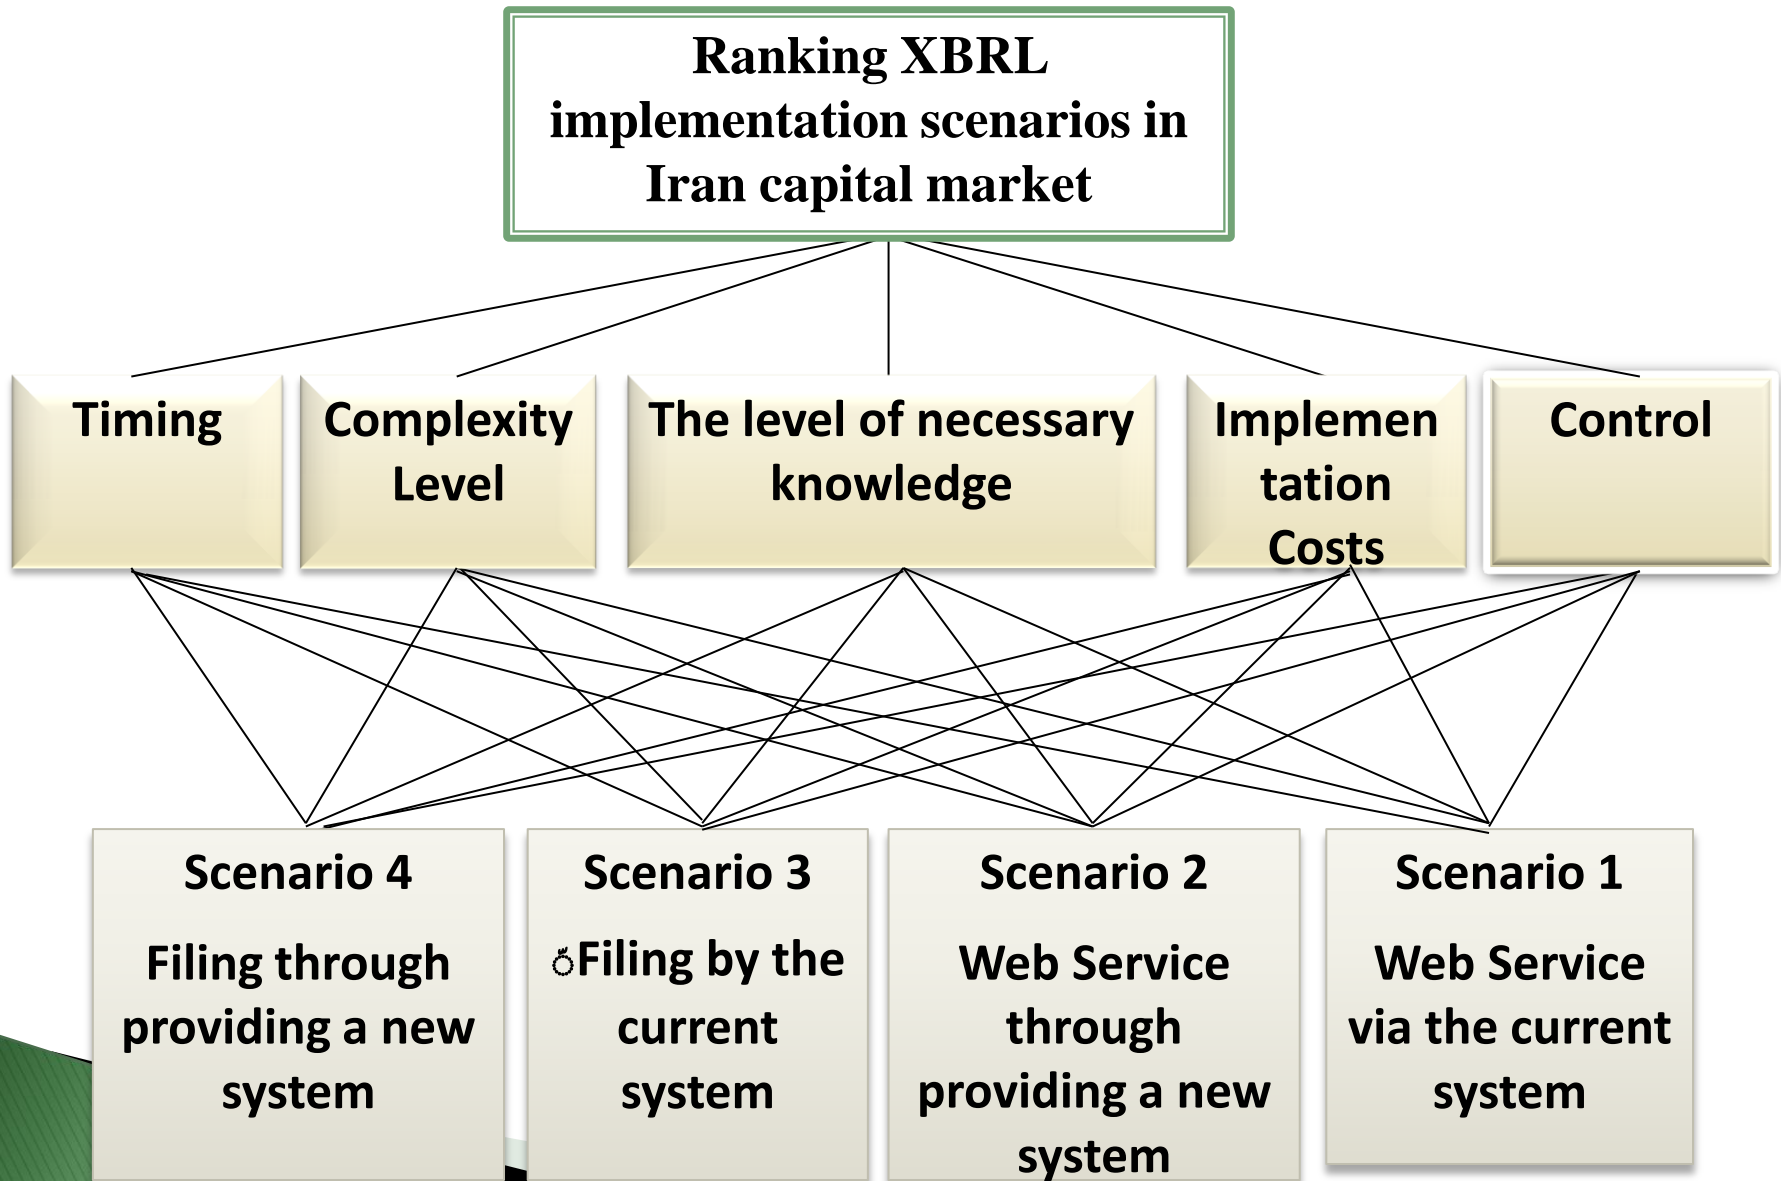 Ranking XBRL
implementation scenarios in
Iran capital market
Timing
Complexity
Level
The level of necessary
knowledge
Implemen
tation
Costs
Control
Scenario 4
Filing through
providing a new
system
Scenario 3
Filing by the
current
system
Scenario 2
Web Service
through
providing a new
system
Scenario 1
Web Service
via the current
system